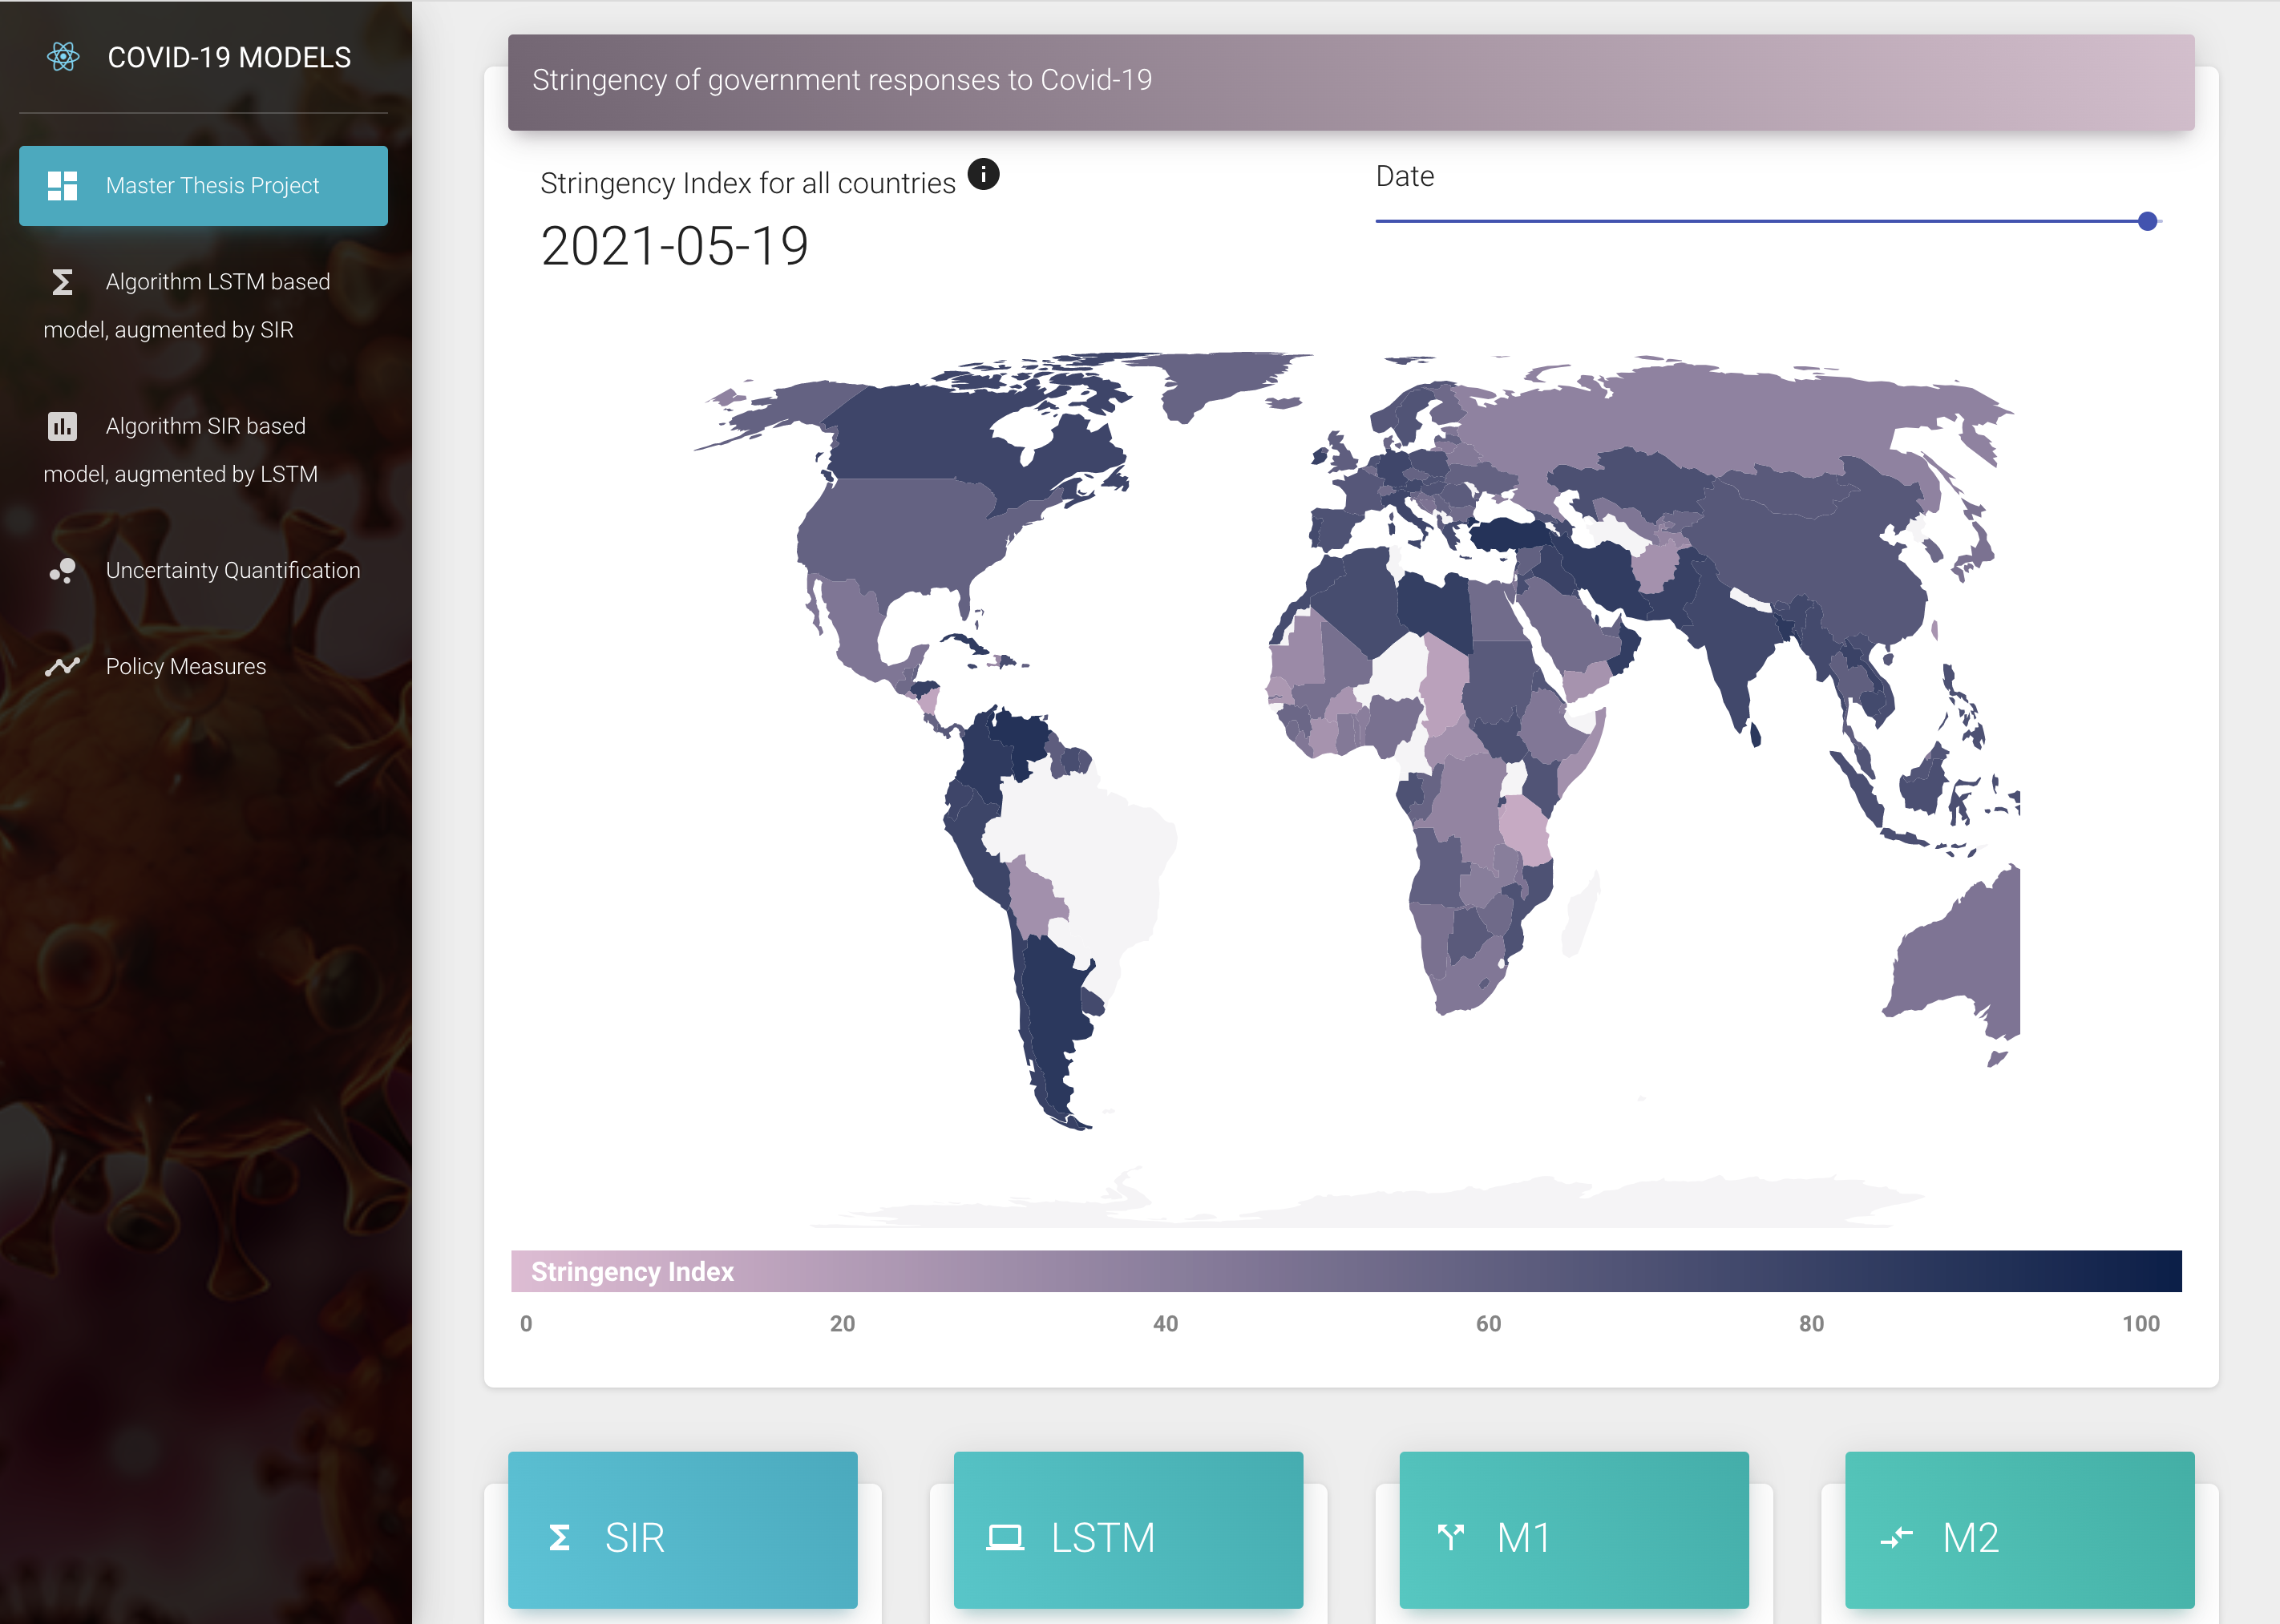 COVID-19 MODELS
Master Thesis Project
Algorithm LSTM based
model, augmented by SIR
Algorithm SIR based
model, augmented by LSTM
Uncertainty Quantification
Policy Measures
Stringency of government responses to Covid-19
Stringency Index for all countries
2021-05-19
Date
Stringency Index
0 20 40 60 80 100
SIR
LSTM
M1
M2